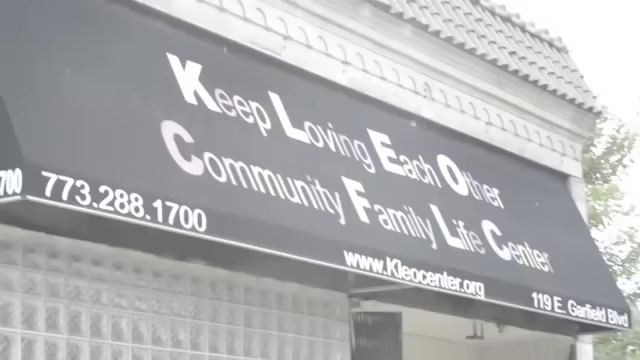 Keep Loving Each Other
Community Family Life Center
700
773.288.1700
www.Kleocenter.org
119 E. Garfield Blvd